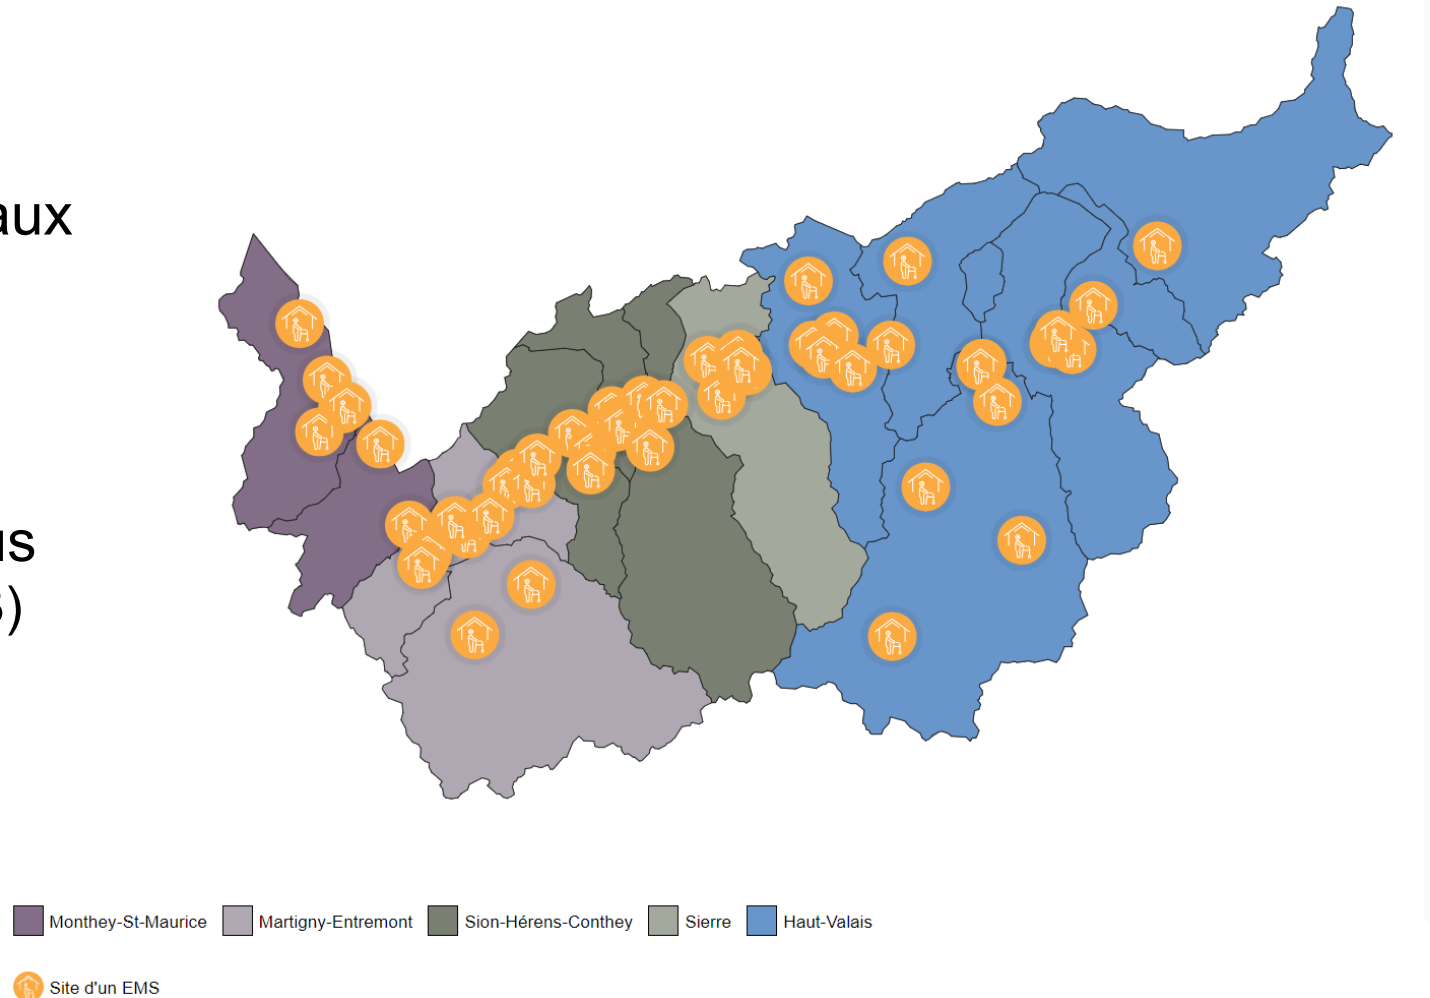 aux
Monthey-St-Maurice
Martigny-Entremont
Sion-Hérens-Conthey
Sierre
Haut-Valais
Site d'un EMS